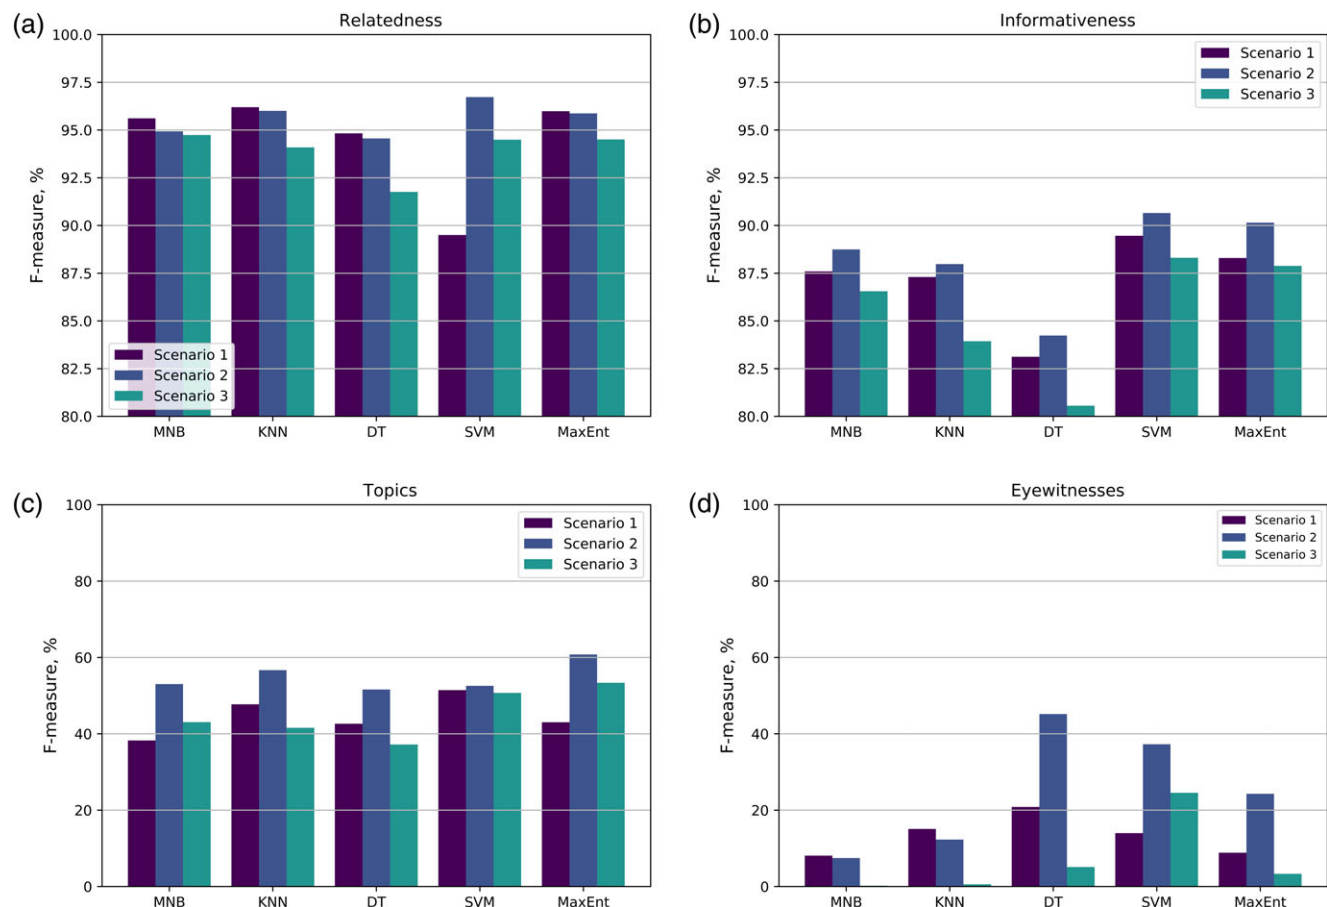 (a)
Relatedness
F-measure, %
100.0
97.5
95.0
92.5
90.0
87.5
85.0
82.5
80.0
Scenario 1
Scenario 2
Scenario 3
MNB KNN DT SVM MaxEnt
(b)
Informativeness
F-measure, %
100.0
97.5
95.0
92.5
90.0
87.5
85.0
82.5
80.0
Scenario 1
Scenario 2
Scenario 3
MNB KNN DT SVM MaxEnt
(c)
Topics
F-measure, %
100
80
60
40
20
0
Scenario 1
Scenario 2
Scenario 3
MNB KNN DT SVM MaxEnt
(d)
Eyewitnesses
F-measure, %
100
80
60
40
20
0
Scenario 1
Scenario 2
Scenario 3
MNB KNN DT SVM MaxEnt